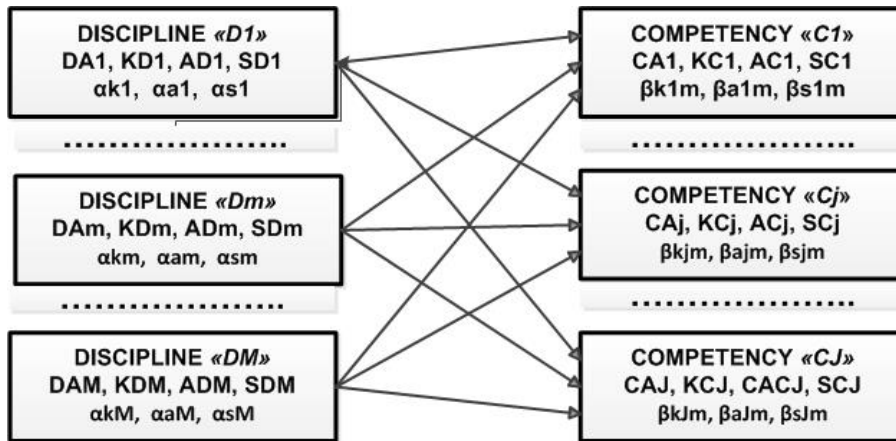 DISCIPLINE «D1»
DA1, KD1, AD1, SD1
αk1, αa1, αs1
.....................
DISCIPLINE «Dm»
DAm, KDm, ADm, SDm
αkm, αam, αsm
.....................
DISCIPLINE «DM»
DAM, KDM, ADM, SDM
αkM, αaM, αsM
COMPETENCY «C1»
CA1, KC1, AC1, SC1
βk1m, βa1m, βs1m
.....................
COMPETENCY «Cj»
CAj, KCj, ACj, SCj
βkjm, βajm, βsjm
.....................
COMPETENCY «CJ»
CAJ, KCJ, CACJ, SCJ
βkJm, βaJm, βsJm